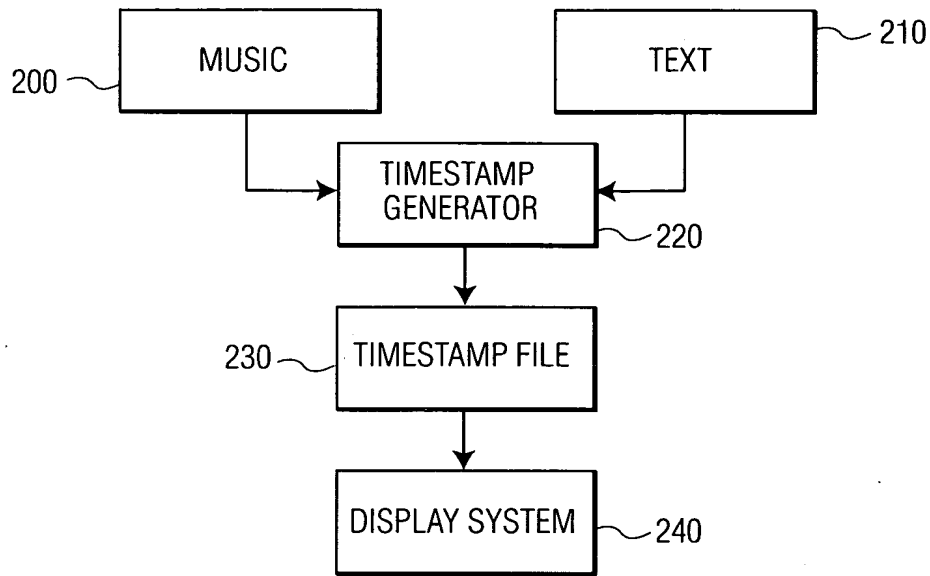 MUSIC
200
TEXT
210
TIMESTAMP
GENERATOR
220
TIMESTAMP FILE
230
DISPLAY SYSTEM
240